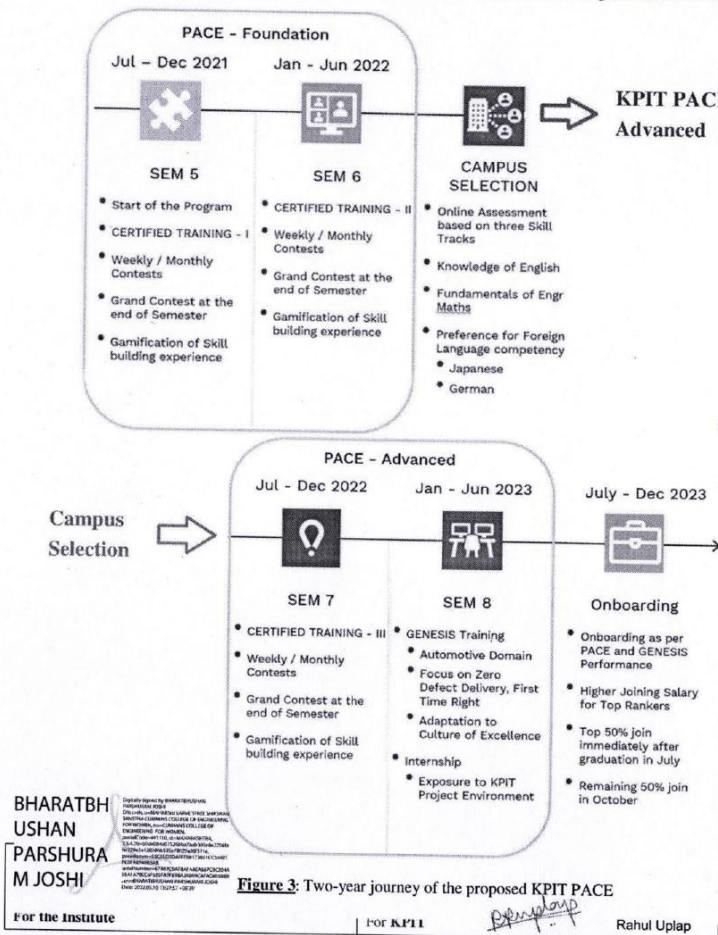 PACE - Foundation
Jul – Dec 2021
Jan - Jun 2022
KPIT PACE
Advanced
SEM 5
• Start of the Program
• CERTIFIED TRAINING - I
• Weekly / Monthly
Contests
• Grand Contest at the
end of Semester
• Gamification of Skill
building experience
SEM 6
• CERTIFIED TRAINING - II
• Weekly / Monthly
Contests
• Grand Contest at the
end of Semester
• Gamification of Skill
building experience
CAMPUS
SELECTION
• Online Assessment
based on three Skill
Tracks
• Knowledge of English
• Fundamentals of Engr
Maths
• Preference for Foreign
Language competency
• Japanese
• German
PACE - Advanced
Jul - Dec 2022
Jan - Jun 2023
July - Dec 2023
Campus
Selection
SEM 7
• CERTIFIED TRAINING - III
• Weekly / Monthly
Contests
• Grand Contest at the
end of Semester
• Gamification of Skill
building experience
SEM 8
• GENESIS Training
• Automotive Domain
• Focus on Zero
Defect Delivery, First
Time Right
• Adaptation to
Culture of Excellence
• Internship
• Exposure to KPIT
Project Environment
Onboarding
• Onboarding as per
PACE and GENESIS
Performance
• Higher Joining Salary
for Top Rankers
• Top 50% join
immediately after
graduation in July
• Remaining 50% join
in October
BHARATBH
USHAN
PARSHURA
M JOSHI
Digitally signed by BHARATBHUSHAN
PARSHURAM JOSHI
Figure 3: Two-year journey of the proposed KPIT PACE
For the Institute
For KPIT
Rahul Uplap